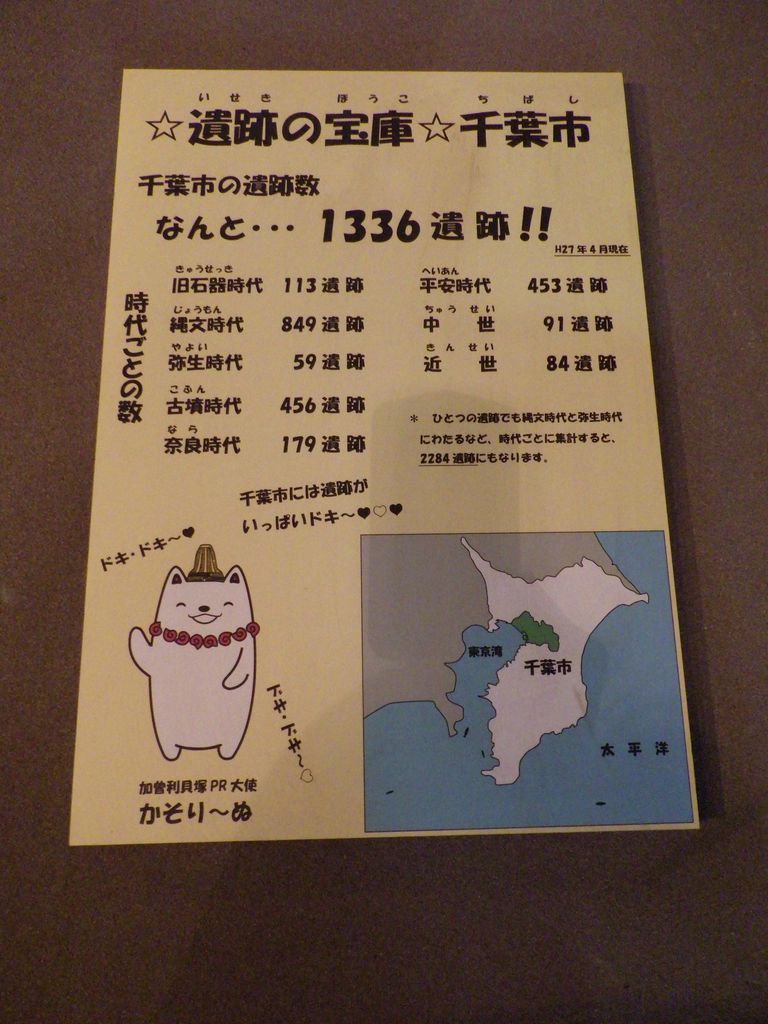 いせき ほうこ ちばし
☆遺跡の宝庫☆千葉市
千葉市の遺跡数
なんと・・・ 1336遺跡!!
H27年4月現在
時代ごとの数
きゅうせっき
旧石器時代 113遺跡
じょうもん
縄文時代 849遺跡
やよい
弥生時代 59遺跡
こふん
古墳時代 456遺跡
なら
奈良時代 179遺跡
へいあん
平安時代 453遺跡
ちゅう せい
中 世 91遺跡
きん せい
近 世 84遺跡
* ひとつの遺跡でも縄文時代と弥生時代
にわたるなど、時代ごとに集計すると、
2284遺跡にもなります。
千葉市には遺跡が
いっぱいドキ~♥♡♥
ドキ・ドキ~♥
ドキ・ドキ~♡
加曽利貝塚PR大使
かそり~ぬ
東京湾
千葉市
太平洋